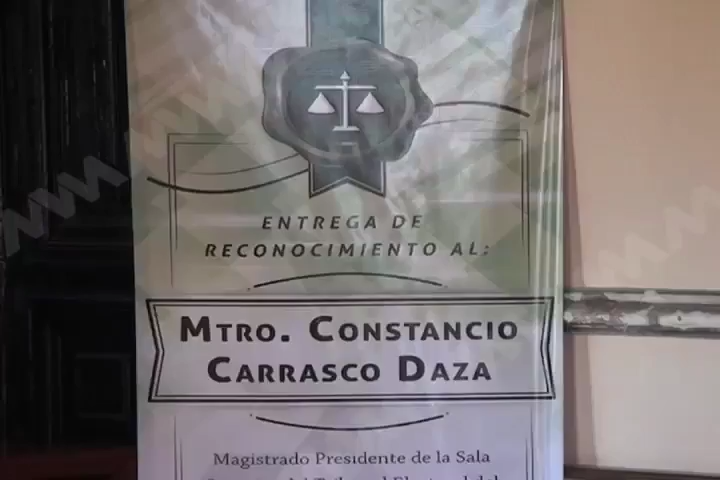 ENTREGA DE
RECONOCIMIENTO AL:
MTRO. CONSTANCIO
CARRASCO DAZA
Magistrado Presidente de la Sala